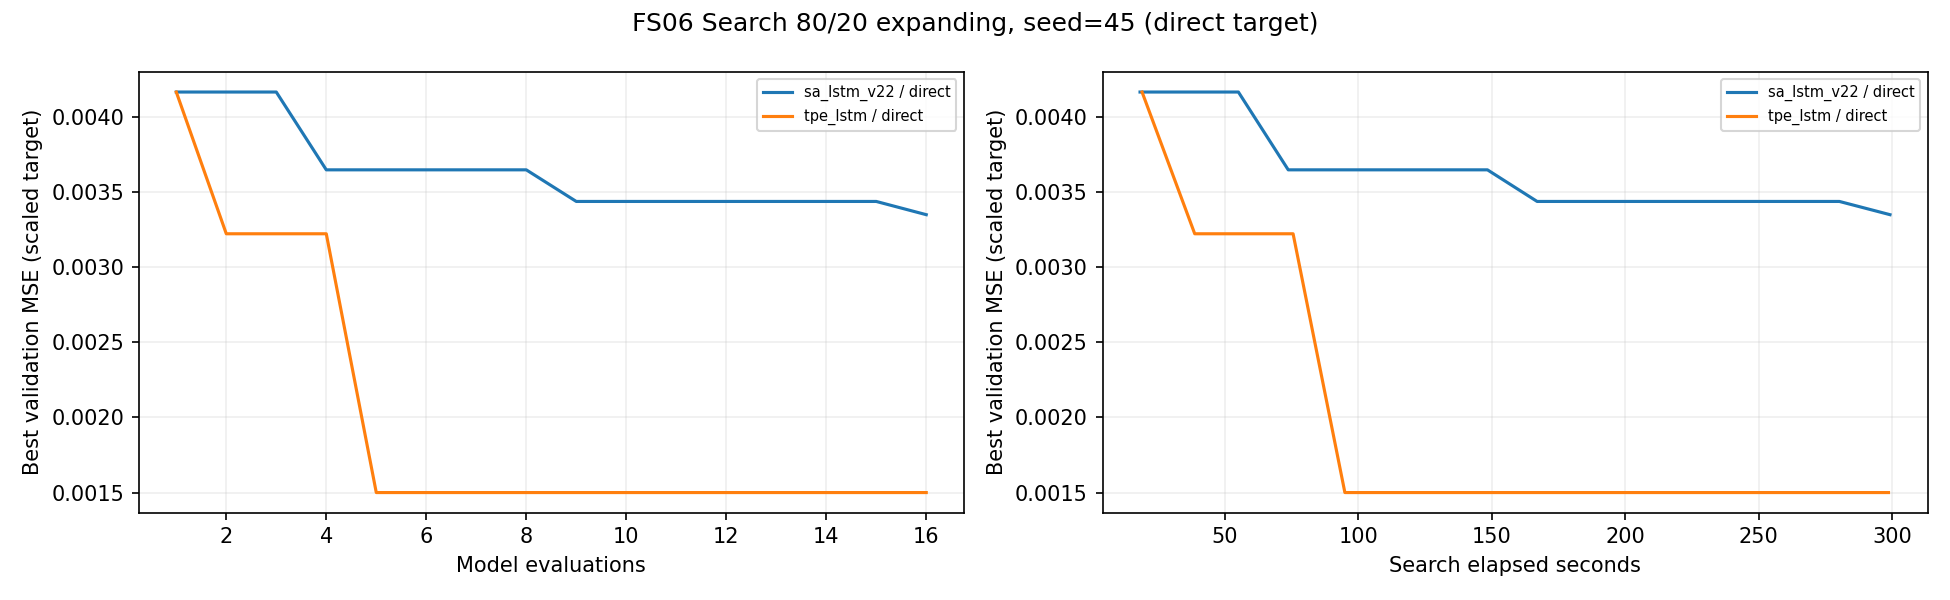 FS06 Search 80/20 expanding, seed=45 (direct target)
Best validation MSE (scaled target)
0.0040
0.0035
0.0030
0.0025
0.0020
0.0015
sa_lstm_v22 / direct
tpe_lstm / direct
2 4 6 8 10 12 14 16
Model evaluations
Best validation MSE (scaled target)
0.0040
0.0035
0.0030
0.0025
0.0020
0.0015
sa_lstm_v22 / direct
tpe_lstm / direct
50 100 150 200 250 300
Search elapsed seconds